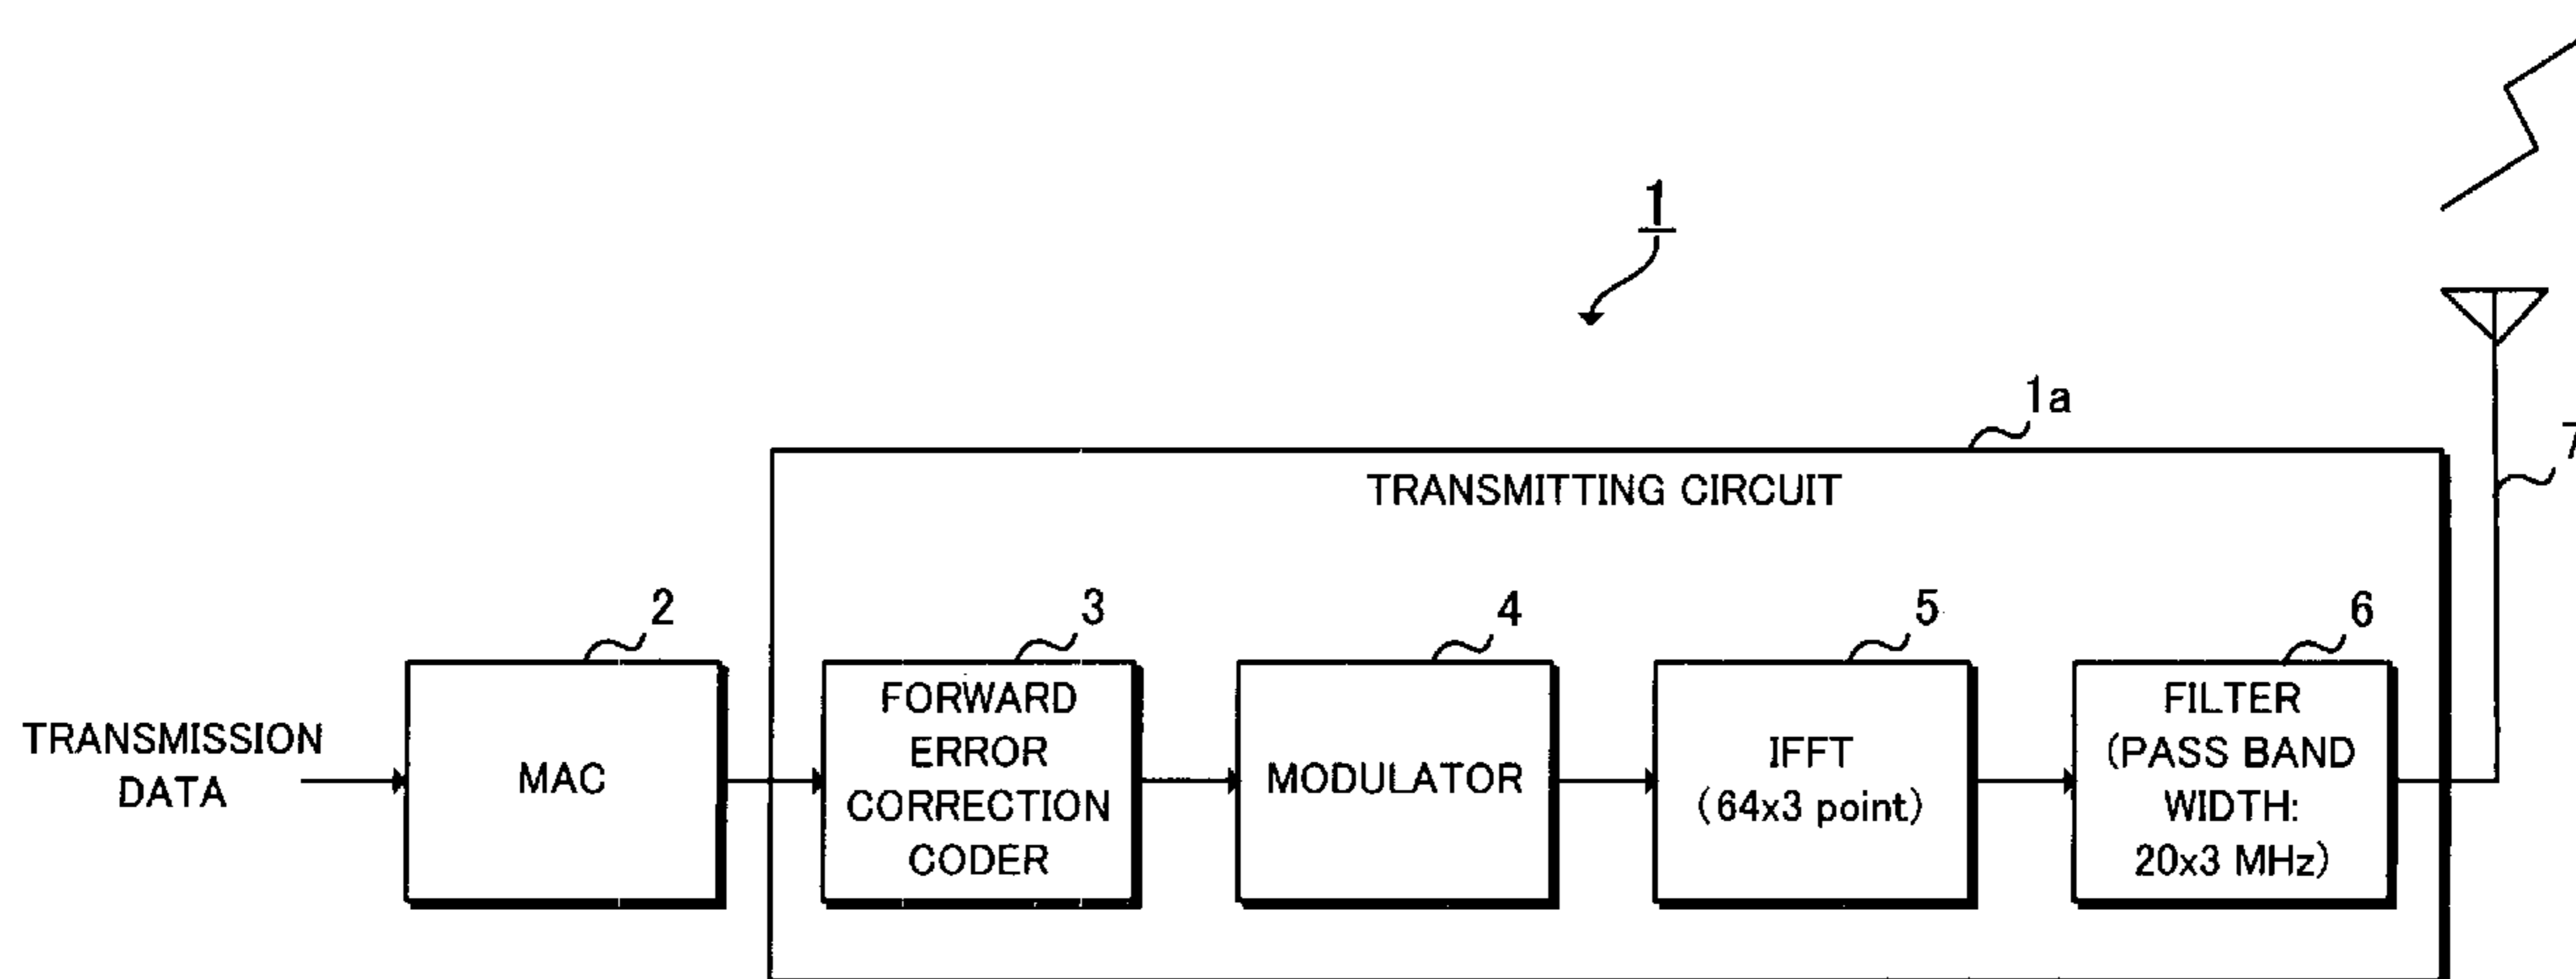 1
1a
7
TRANSMITTING CIRCUIT
2
3
4
5
6
TRANSMISSION
DATA
MAC
FORWARD
ERROR
CORRECTION
CODER
MODULATOR
IFFT
(64x3 point)
FILTER
(PASS BAND
WIDTH:
20x3 MHz)